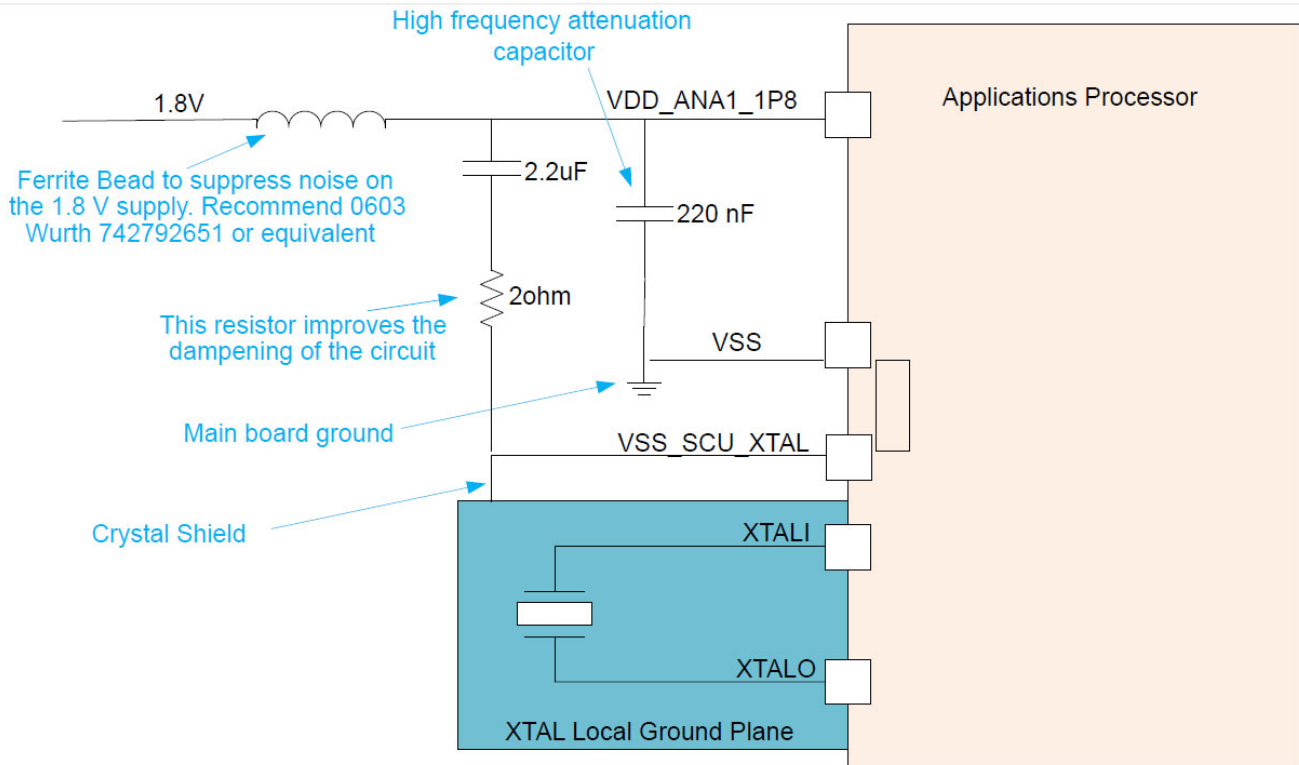 High frequency attenuation
capacitor
1.8V
VDD_ANA1_1P8
Applications Processor
2.2uF
Ferrite Bead to suppress noise on
the 1.8 V supply. Recommend 0603
Wurth 742792651 or equivalent
220 nF
2ohm
This resistor improves the
dampening of the circuit
VSS
Main board ground
VSS_SCU_XTAL
Crystal Shield
XTALI
XTALO
XTAL Local Ground Plane